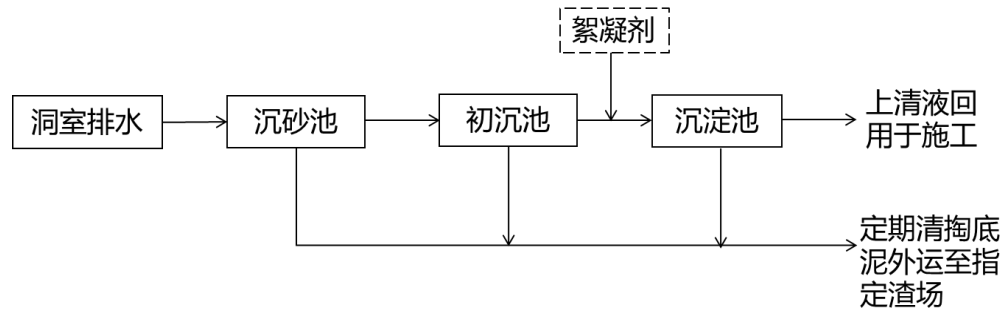 絮凝剂
洞室排水
沉砂池
初沉池
沉淀池
上清液回
用于施工
定期清掏底
泥外运至指
定渣场